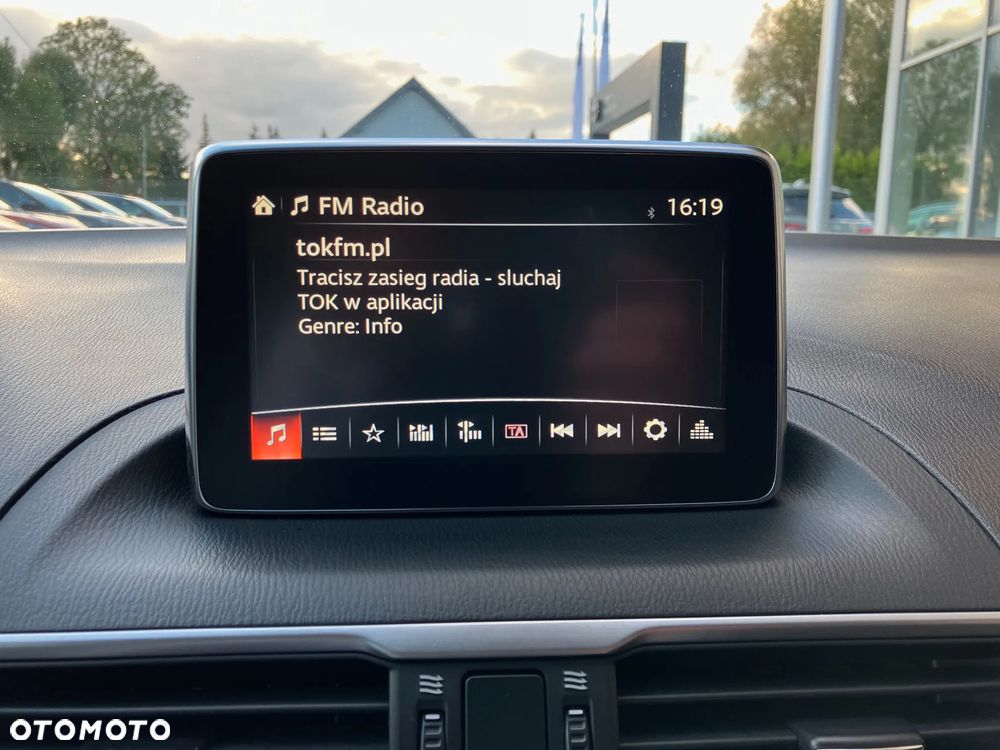 FM Radio
16:19
tokfm.pl
Tracisz zasieg radia - sluchaj
TOK w aplikacji
Genre: Info
TA
OTOMOTO